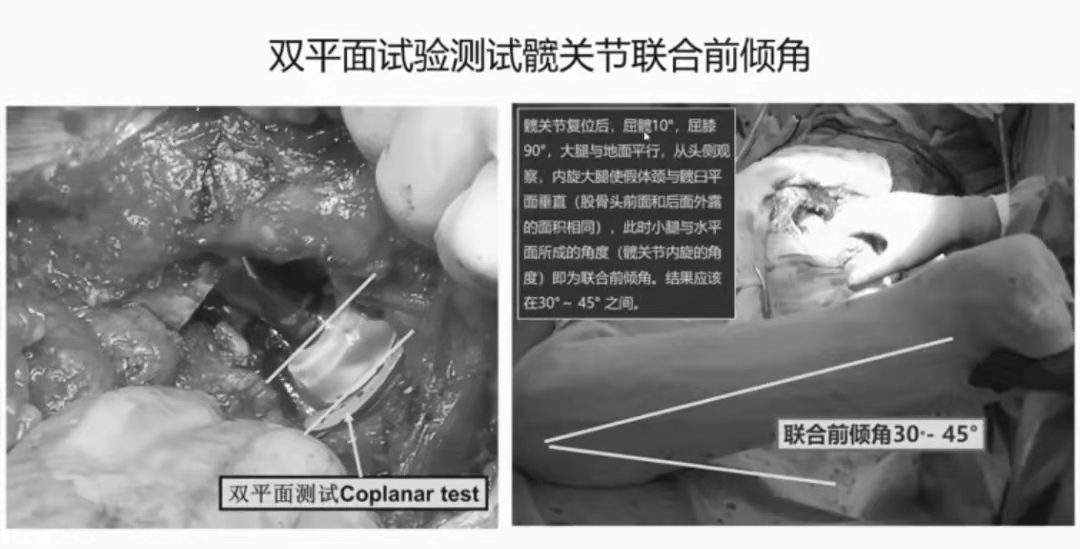 双平面试验测试髋关节联合前倾角
髋关节复位后，屈髋10°，屈膝
90°，大腿与地面平行，从头侧观
察，内旋大腿使假体颈与髋臼平
面垂直（股骨头前面和后面外露
的面积相同），此时小腿与水平
面所成的角度（髋关节内旋的角
度）即为联合前倾角。结果应该
在30°~ 45° 之间。
双平面测试Coplanar test
联合前倾角30°- 45°